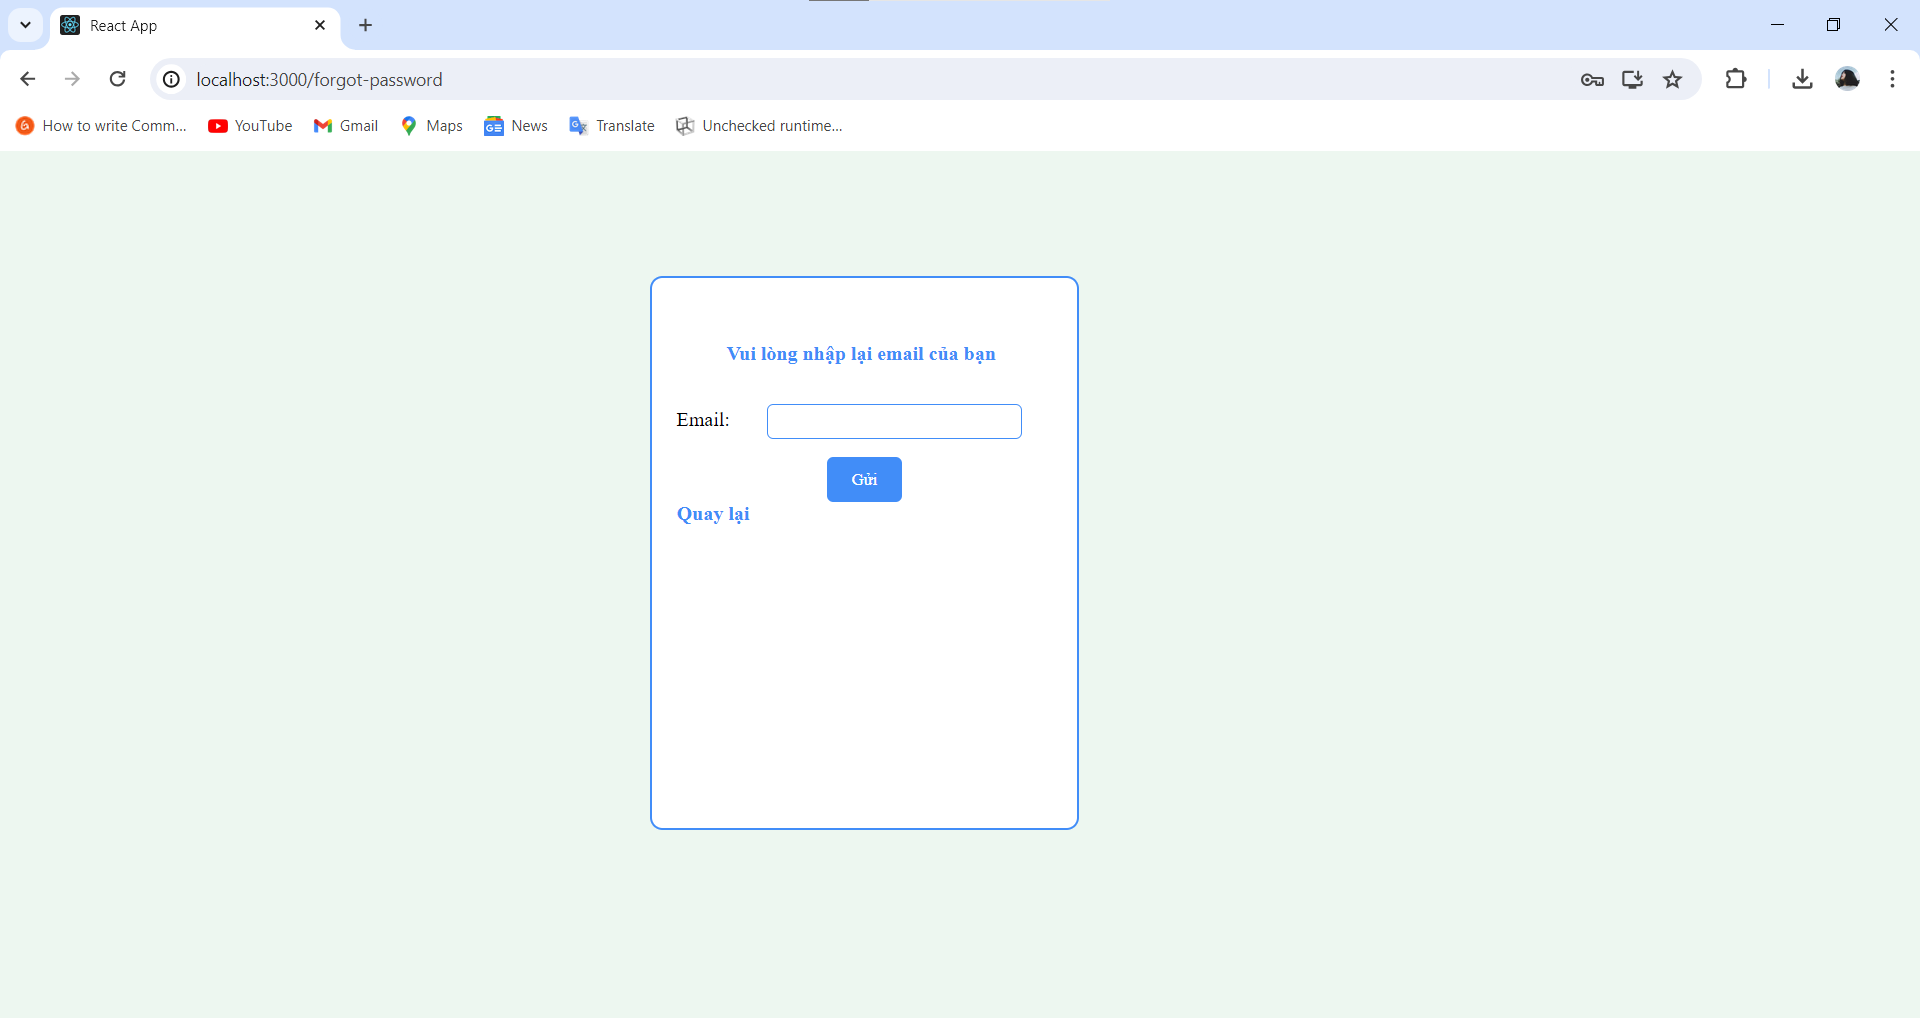 React App
localhost:3000/forgot-password
How to write Comm... YouTube Gmail Maps News Translate Unchecked runtime...
Vui lòng nhập lại email của bạn
Email:
Gửi
Quay lại